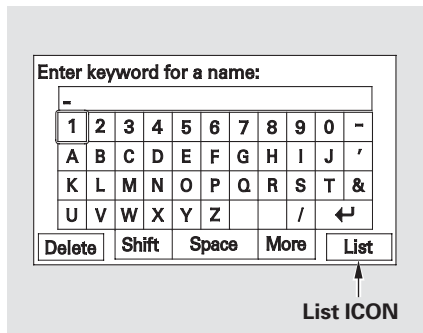 Enter keyword for a name:
-
1 2 3 4 5 6 7 8 9 0 -
A B C D E F G H I J ′
K L M N O P Q R S T &
U V W X Y Z / ↵
Delete Shift Space More List
List ICON